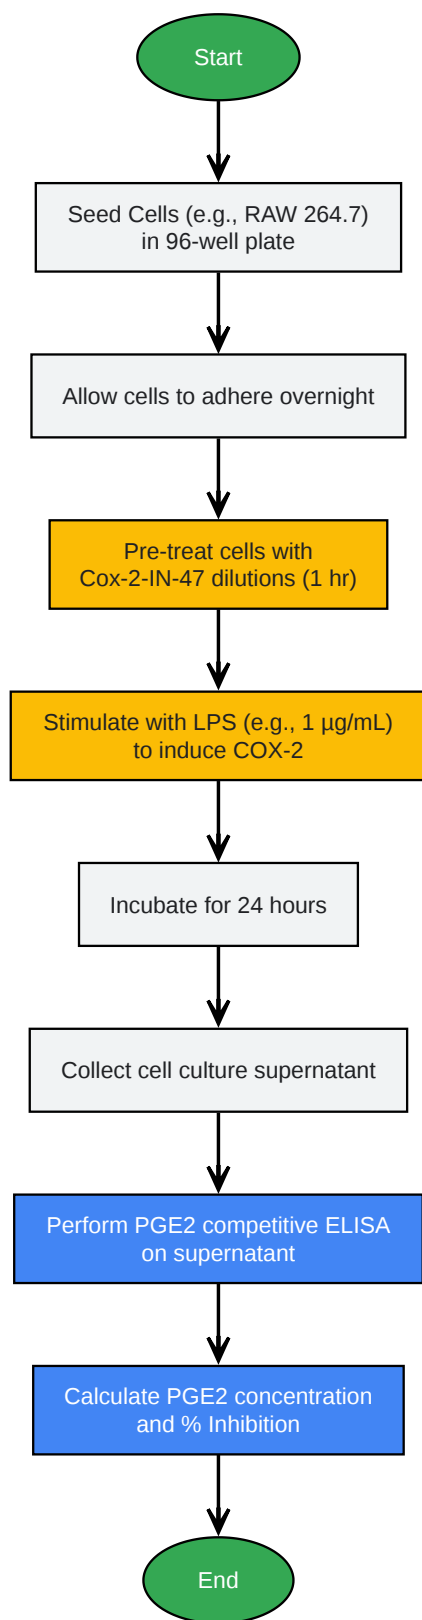 Start
Seed Cells (e.g., RAW 264.7)
in 96-well plate
Allow cells to adhere overnight
Pre-treat cells with
Cox-2-IN-47 dilutions (1 hr)
Stimulate with LPS (e.g., 1 µg/mL)
to induce COX-2
Incubate for 24 hours
Collect cell culture supernatant
Perform PGE2 competitive ELISA
on supernatant
Calculate PGE2 concentration
and % Inhibition
End